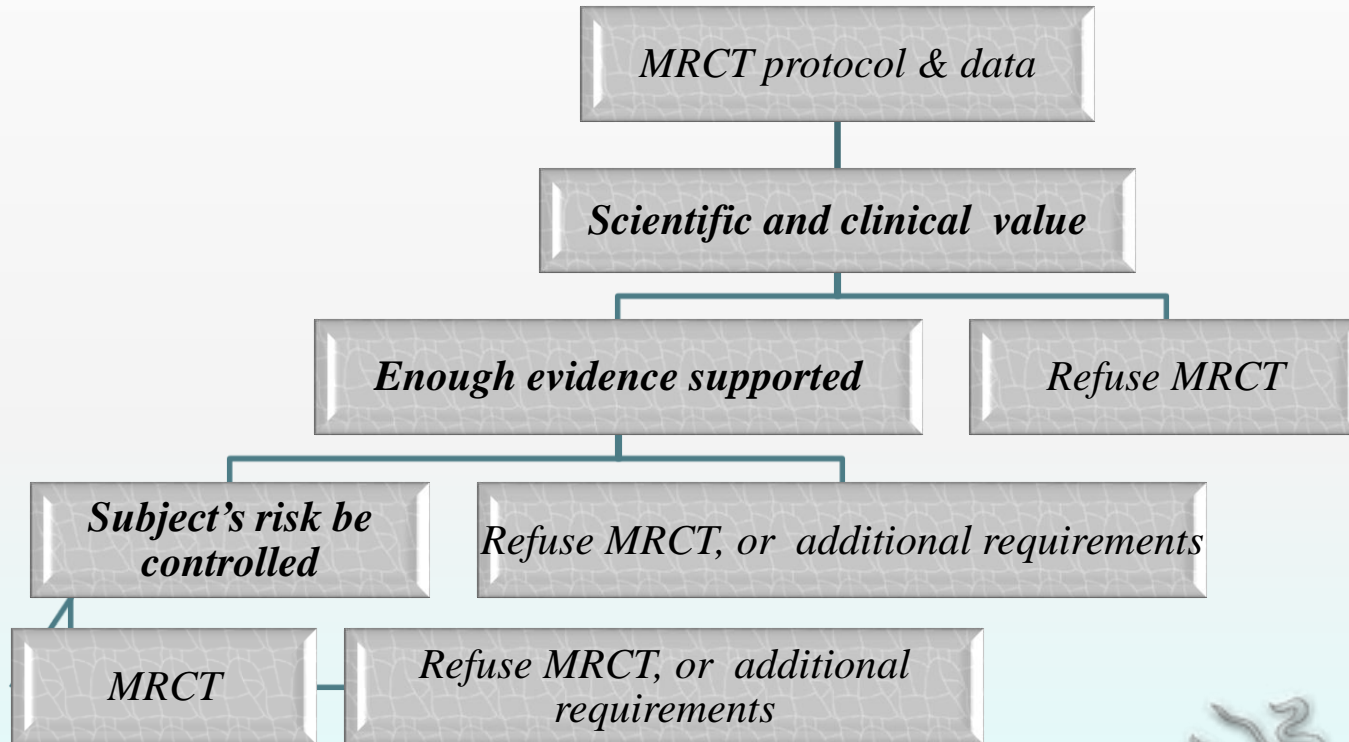 MRCT protocol & data
Scientific and clinical value
Enough evidence supported
Refuse MRCT
Subject's risk be
controlled
Refuse MRCT, or additional requirements
MRCT
Refuse MRCT, or additional
requirements